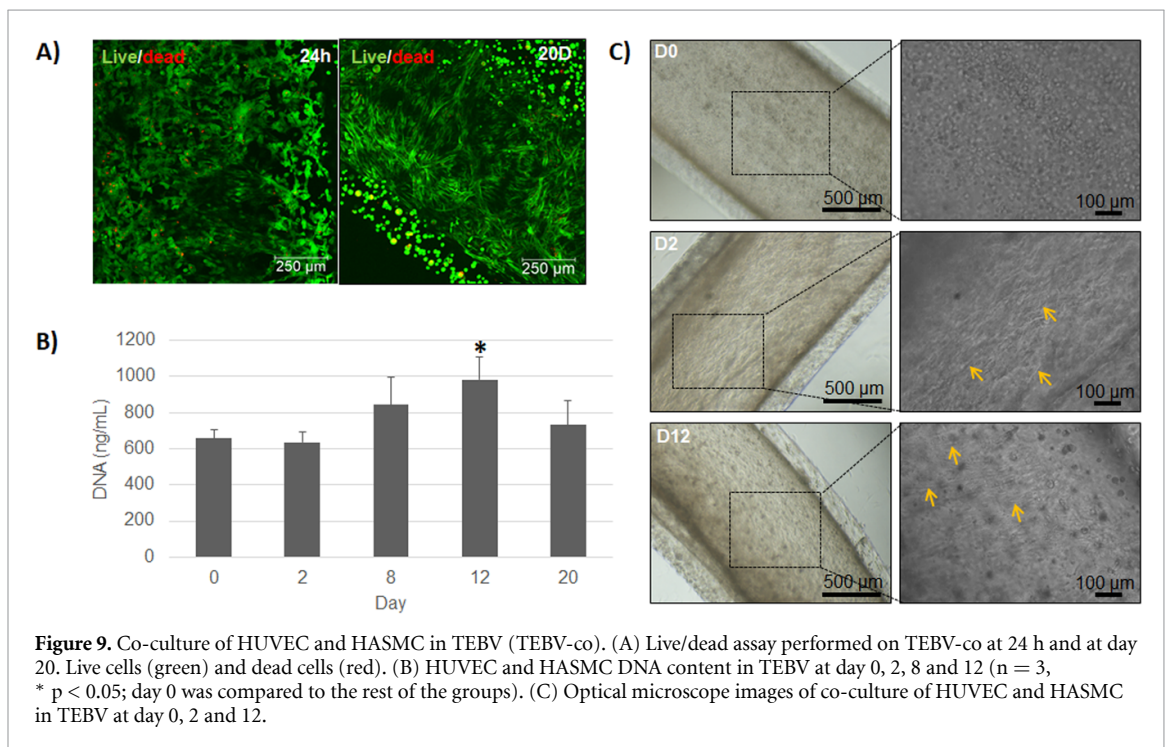 A)
Live/dead
24h
250 µm
Live/dead
20D
250 µm
B)
1200
1000
800
600
400
200
0
DNA (ng/mL)
*
0 2 8 12 20
Day
C)
D0
500 µm
100 µm
D2
500 µm
100 µm
D12
500 µm
100 µm
Figure 9. Co-culture of HUVEC and HASMC in TEBV (TEBV-co). (A) Live/dead assay performed on TEBV-co at 24 h and at day
20. Live cells (green) and dead cells (red). (B) HUVEC and HASMC DNA content in TEBV at day 0, 2, 8 and 12 (n = 3,
* p < 0.05; day 0 was compared to the rest of the groups). (C) Optical microscope images of co-culture of HUVEC and HASMC
in TEBV at day 0, 2 and 12.